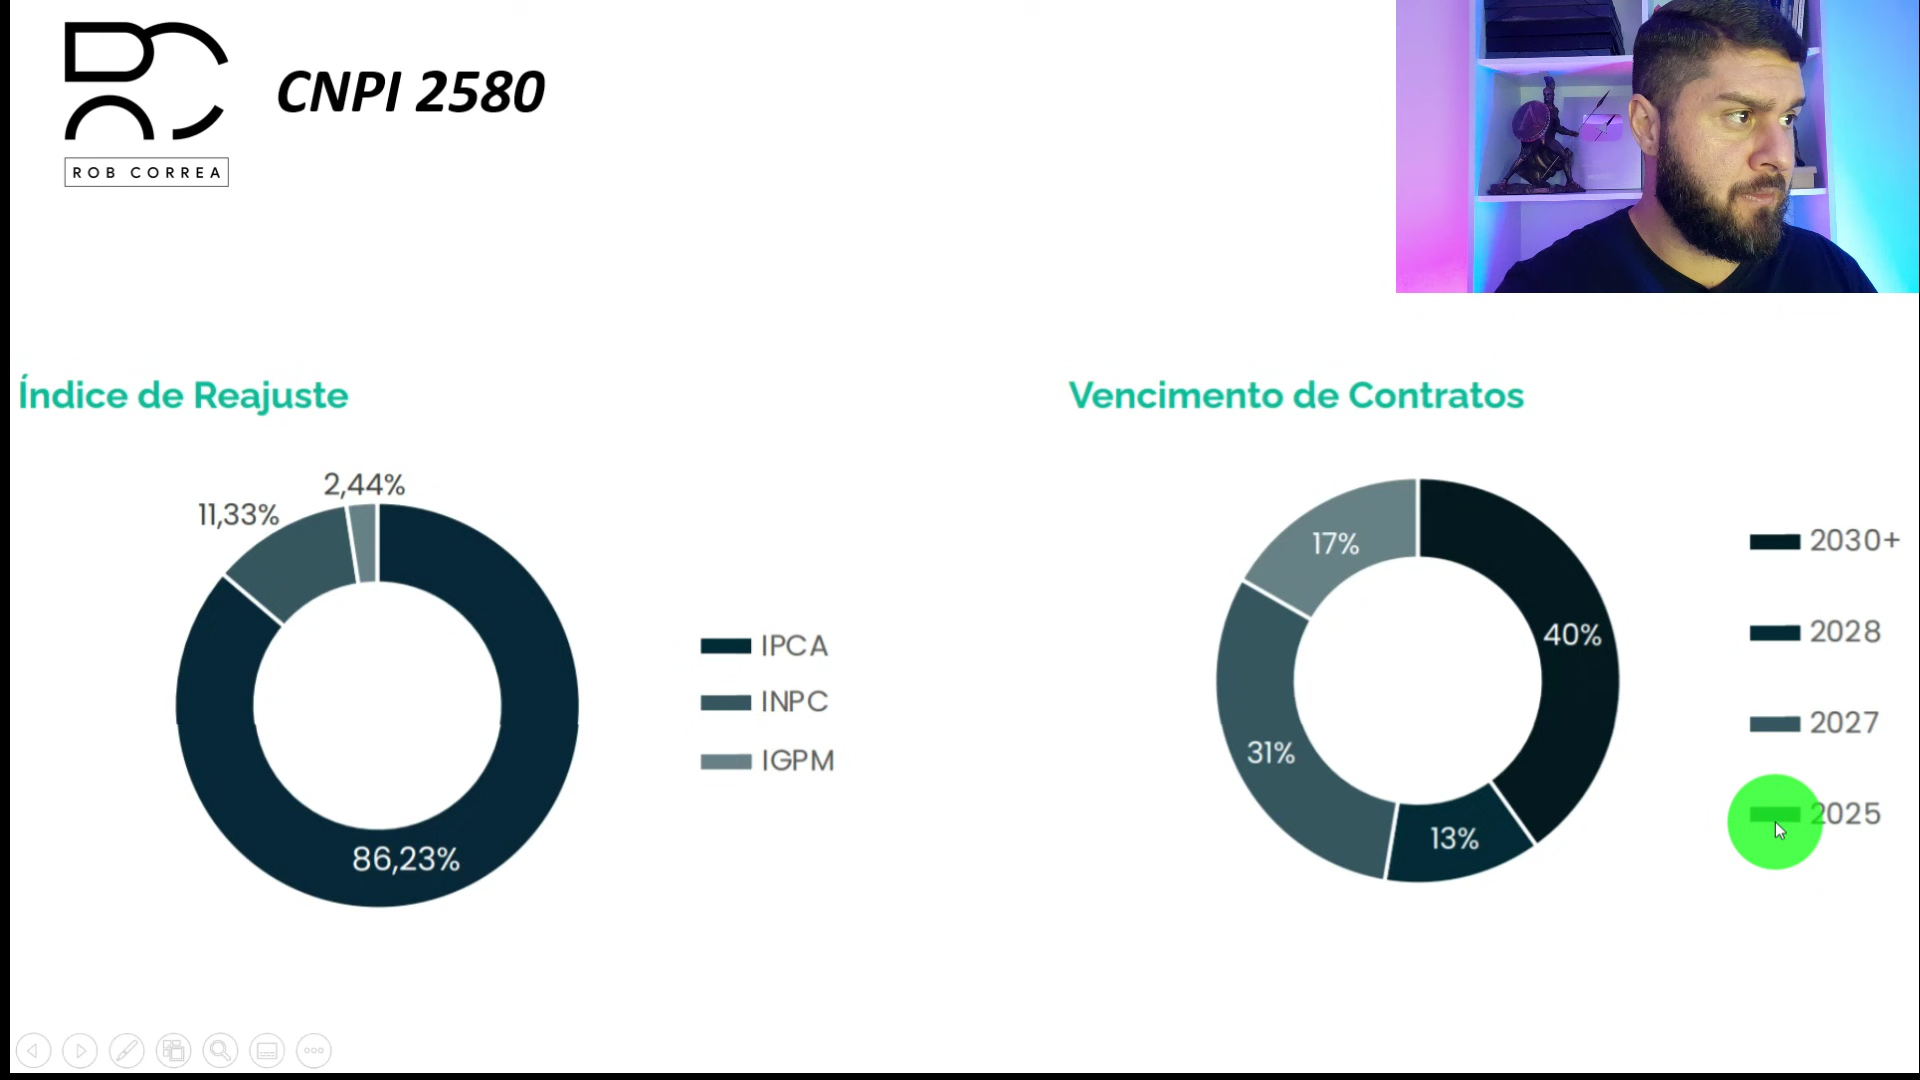 CNPI 2580
ROB CORREA
Índice de Reajuste
2,44%
11,33%
86,23%
IPCA
INPC
IGPM
Vencimento de Contratos
17%
40%
31%
13%
2030+
2028
2027
2025